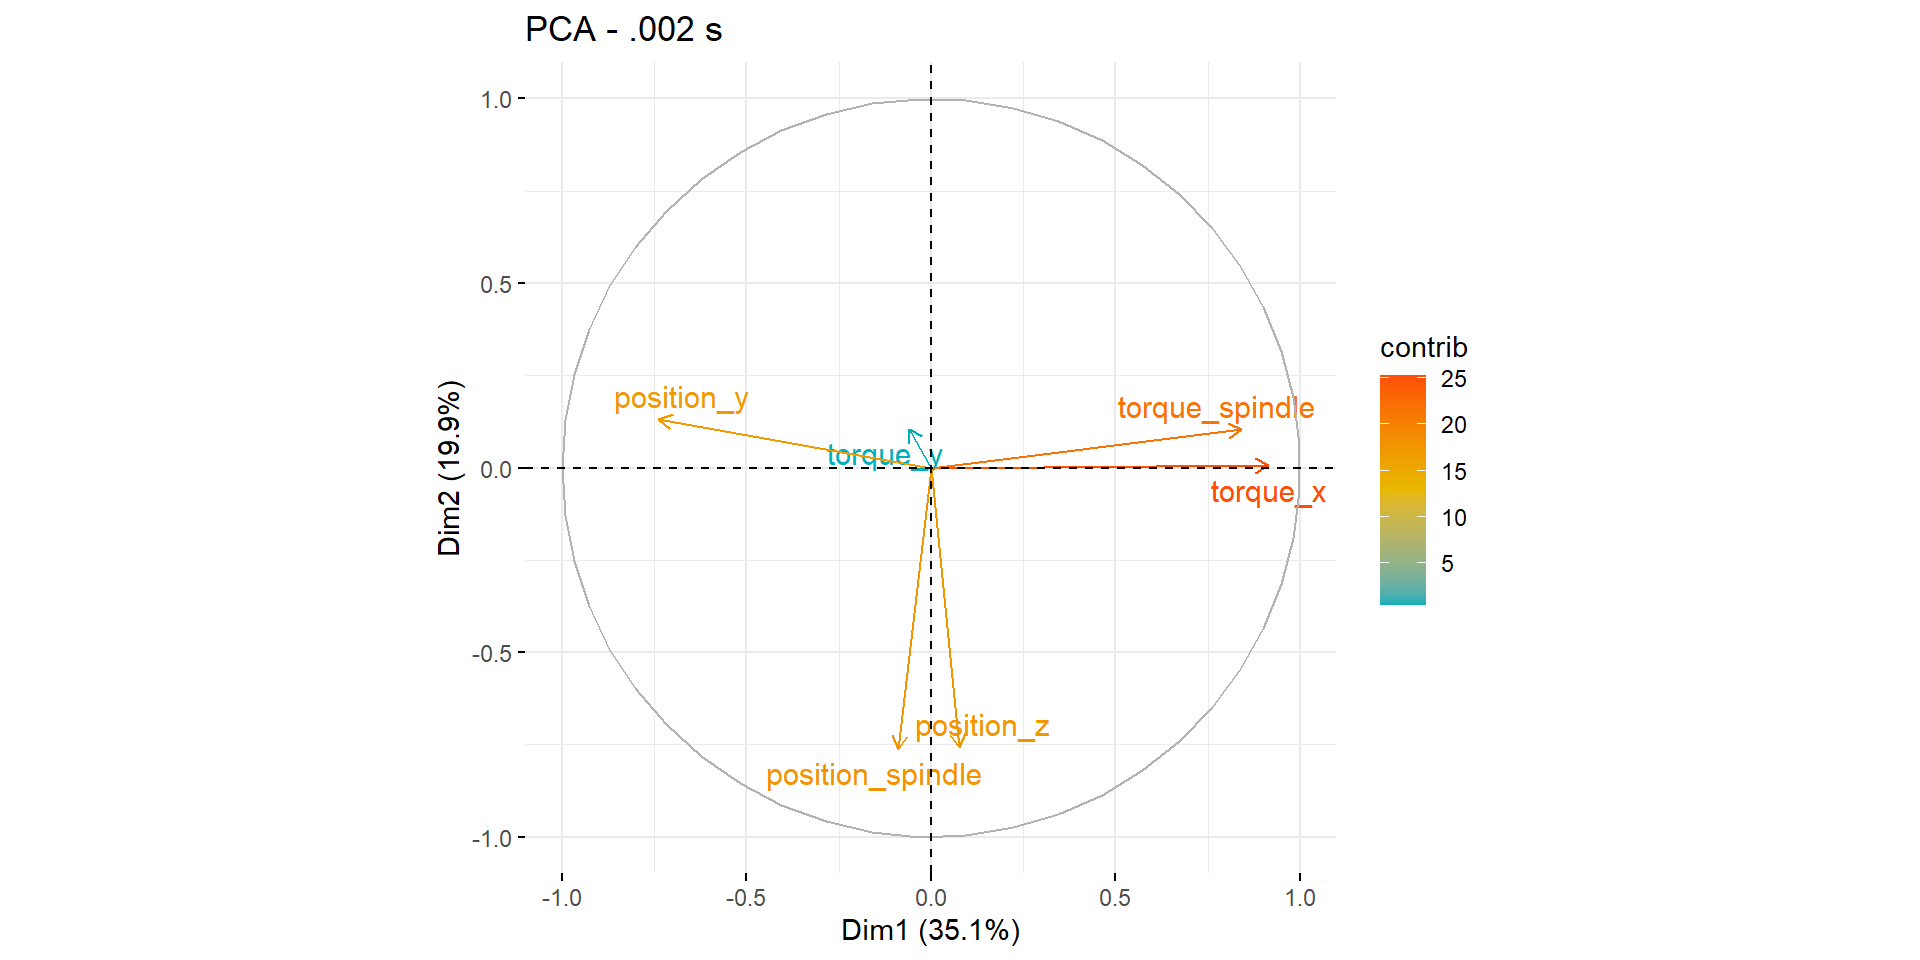 PCA - .002 s
1.0
0.5
0.0
-0.5
-1.0
Dim2 (19.9%)
position_y
torque_y
torque_spindle
torque_x
position_z
position_spindle
-1.0
-0.5
0.0
0.5
1.0
Dim1 (35.1%)
contrib
25
20
15
10
5